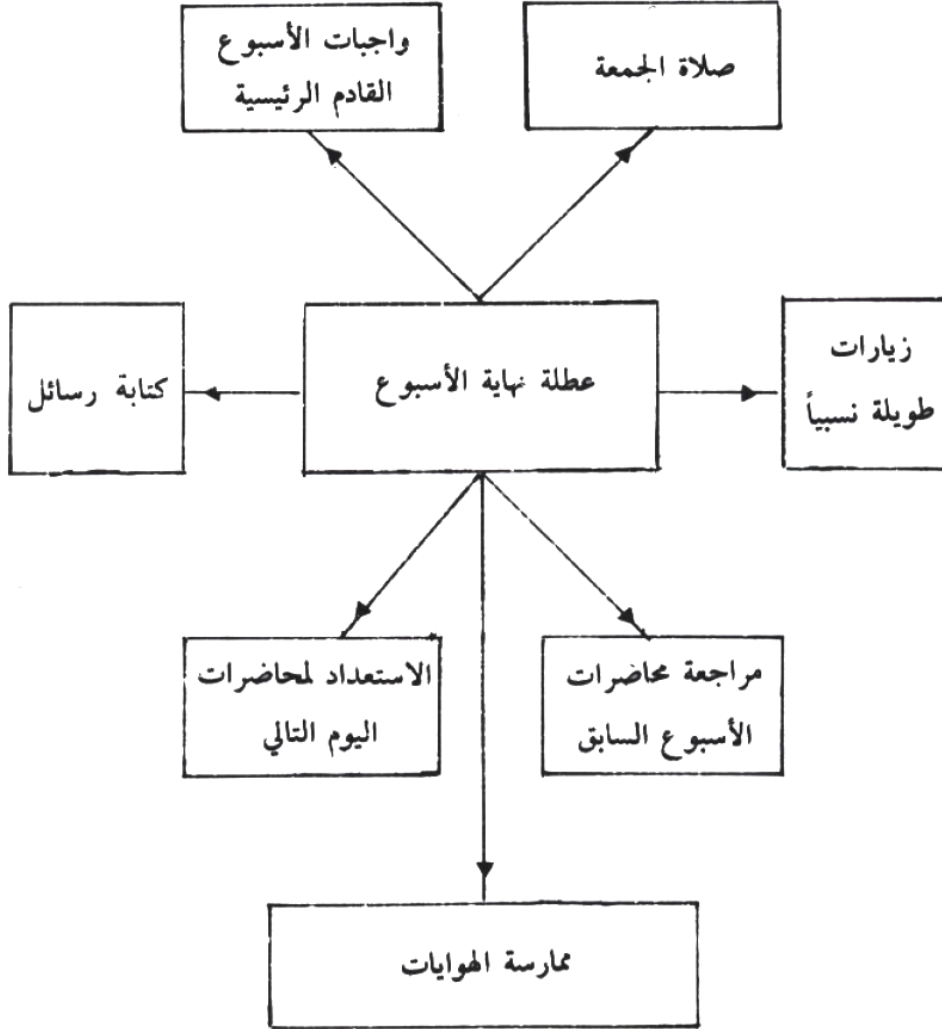 صلاة الجمعة
واجبات الأسبوع
القادم الرئيسية
زيارات
طويلة نسبياً
عطلة نهاية الأسبوع
كتابة رسائل
مراجعة محاضرات
الأسبوع السابق
الاستعداد لمحاضرات
اليوم التالي
ممارسة الهوايات